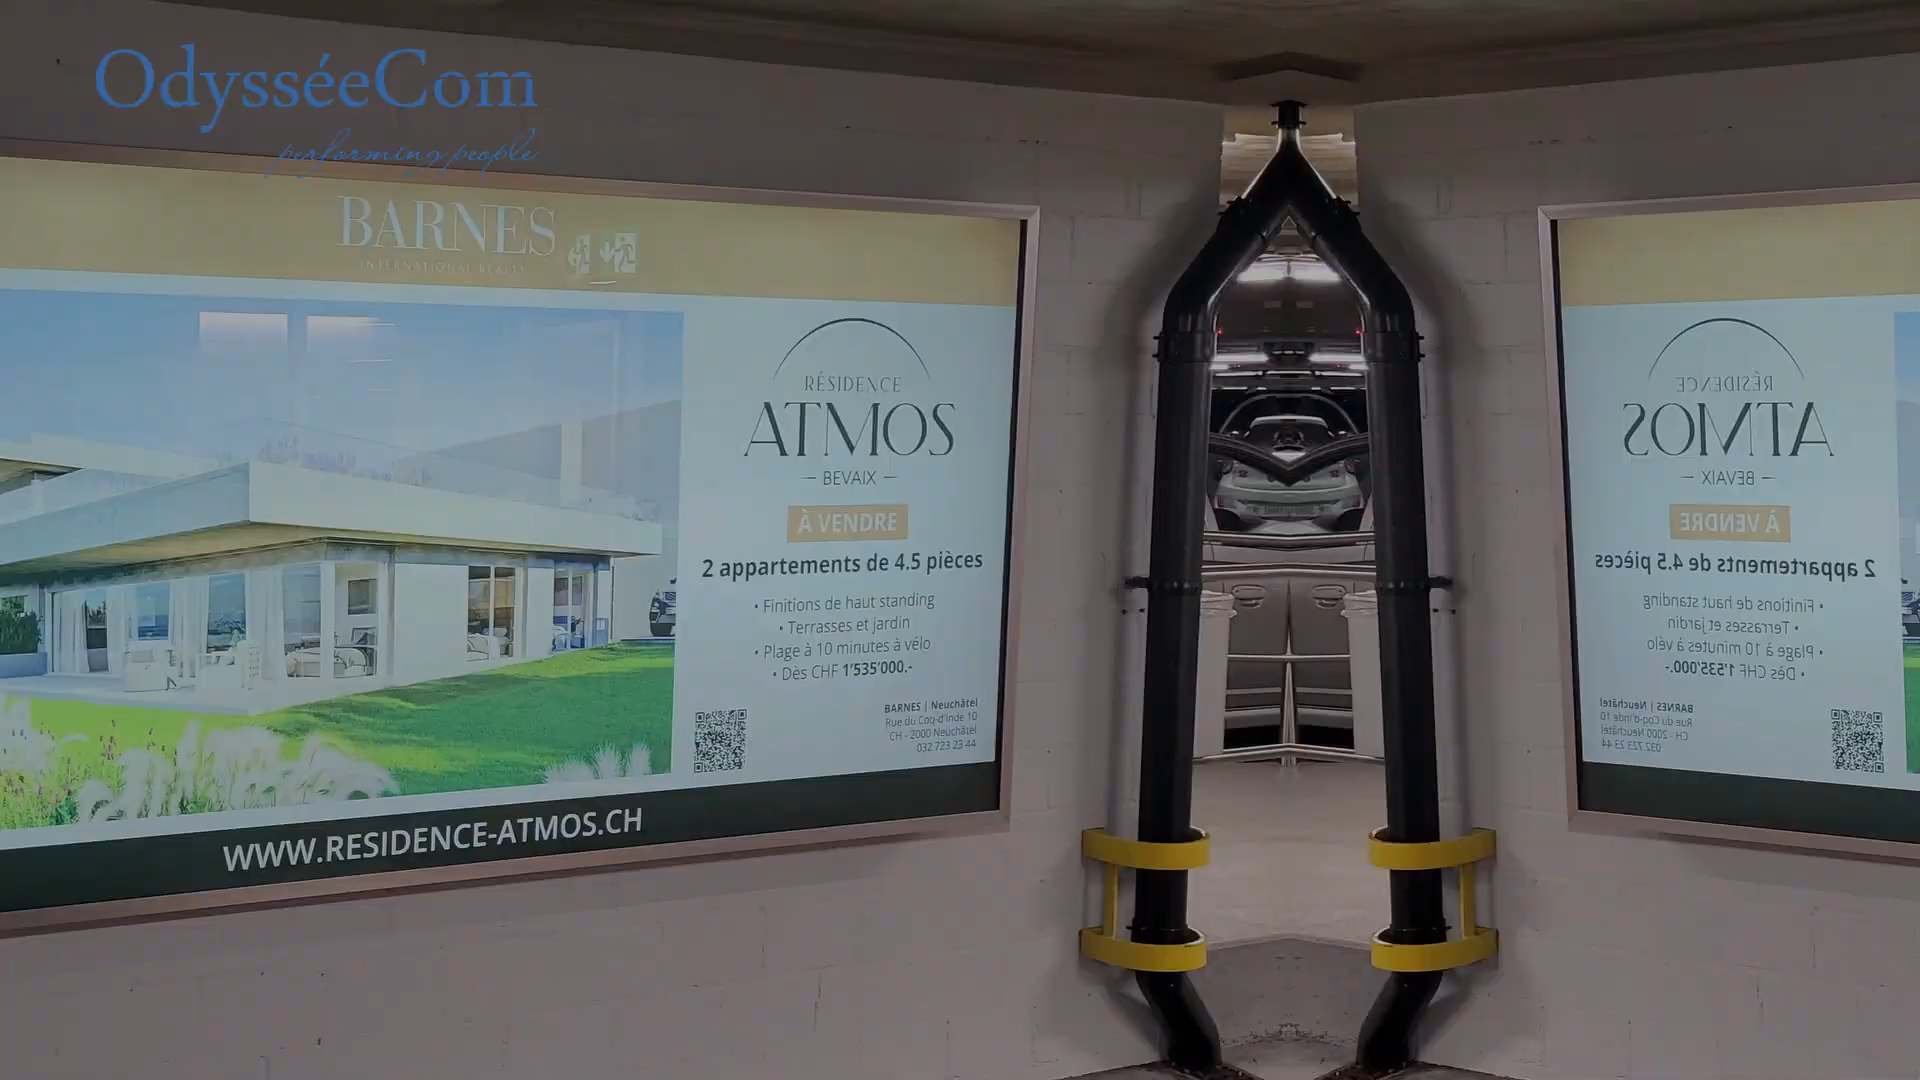 OdysséeCom
performing people
BARNES
INTERNATIONAL REALTY
RÉSIDENCE
ATMOS
BEVAIX
À VENDRE
2 appartements de 4.5 pièces
• Finitions de haut standing
• Terrasses et jardin
• Plage à 10 minutes à vélo
• Dès CHF 1'535'000.-
BARNES | Neuchâtel
Rue du Coq-d'Inde 10
CH - 2000 Neuchâtel
032 723 23 44
WWW.RESIDENCE-ATMOS.CH
RÉSIDENCE
ATMOS
BEVAIX
À VENDRE
2 appartements de 4.5 pièces
• Finitions de haut standing
• Terrasses et jardin
• Plage à 10 minutes à vélo
• Dès CHF 1'535'000.-
BARNES | Neuchâtel
Rue du Coq-d'Inde 10
CH - 2000 Neuchâtel
032 723 23 44